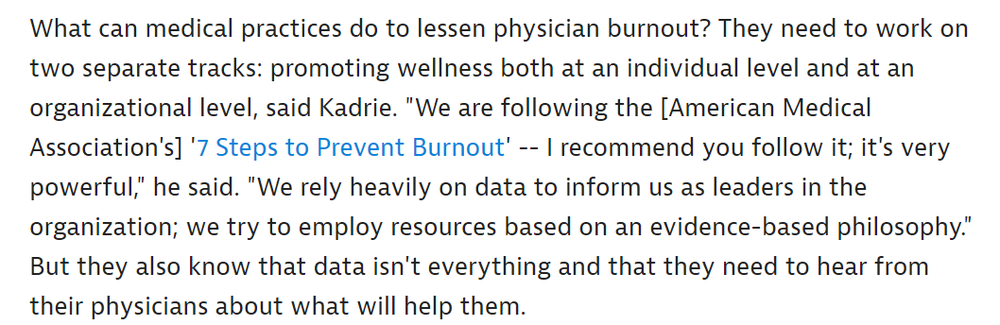 What can medical practices do to lessen physician burnout? They need to work on
two separate tracks: promoting wellness both at an individual level and at an
organizational level, said Kadrie. "We are following the [American Medical
Association's] '7 Steps to Prevent Burnout' -- I recommend you follow it; it's very
powerful," he said. "We rely heavily on data to inform us as leaders in the
organization; we try to employ resources based on an evidence-based philosophy."
But they also know that data isn't everything and that they need to hear from
their physicians about what will help them.